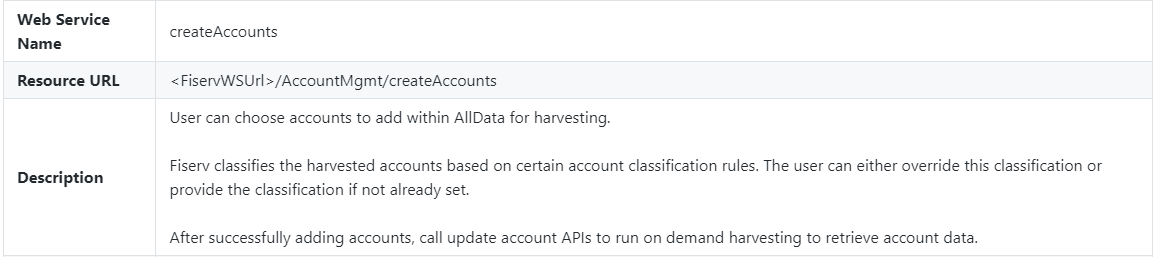 Web Service
Name
createAccounts
Resource URL
<FiservWSUrl>/AccountMgmt/createAccounts
Description
User can choose accounts to add within AllData for harvesting.
Fiserv classifies the harvested accounts based on certain account classification rules. The user can either override this classification or
provide the classification if not already set.
After successfully adding accounts, call update account APIs to run on demand harvesting to retrieve account data.